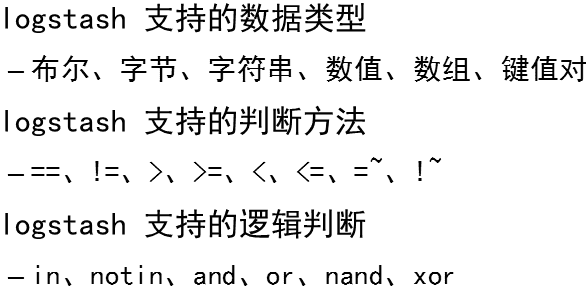 logstash 支持的数据类型
– 布尔、字节、字符串、数值、数组、键值对
logstash 支持的判断方法
– ==、!=、>、>=、<、<=、=~、!~
logstash 支持的逻辑判断
– in、notin、and、or、nand、xor